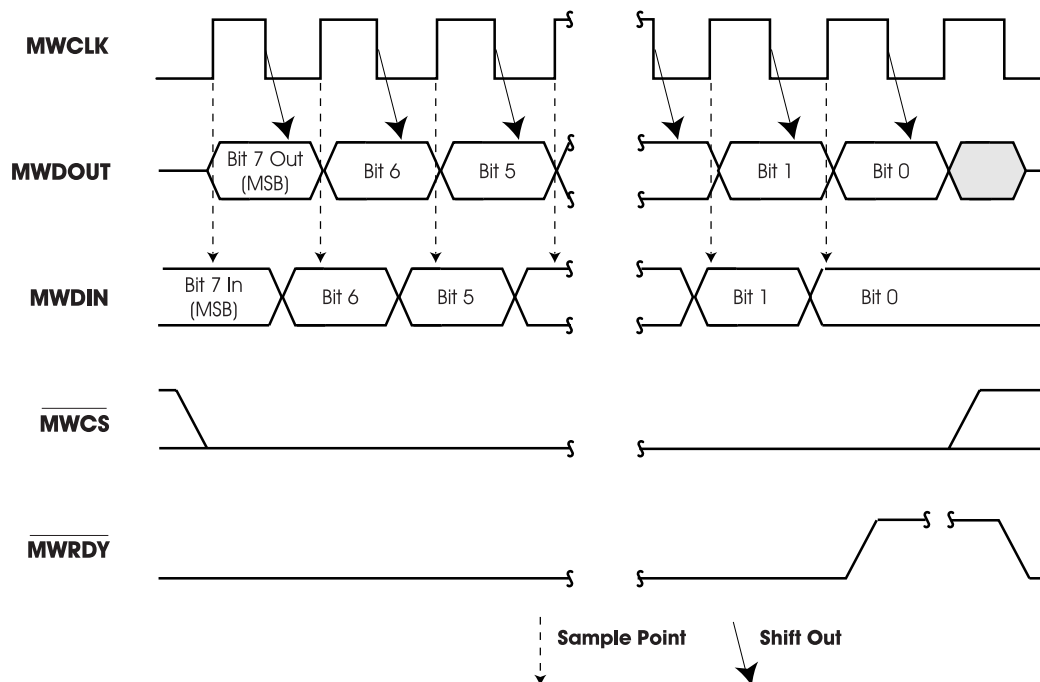 MWCLK
MWDOUT
Bit 7 Out
(MSB)
Bit 6
Bit 5
Bit 1
Bit 0
MWDIN
Bit 7 In
(MSB)
Bit 6
Bit 5
Bit 1
Bit 0
MWCS
MWRDY
Sample Point
Shift Out